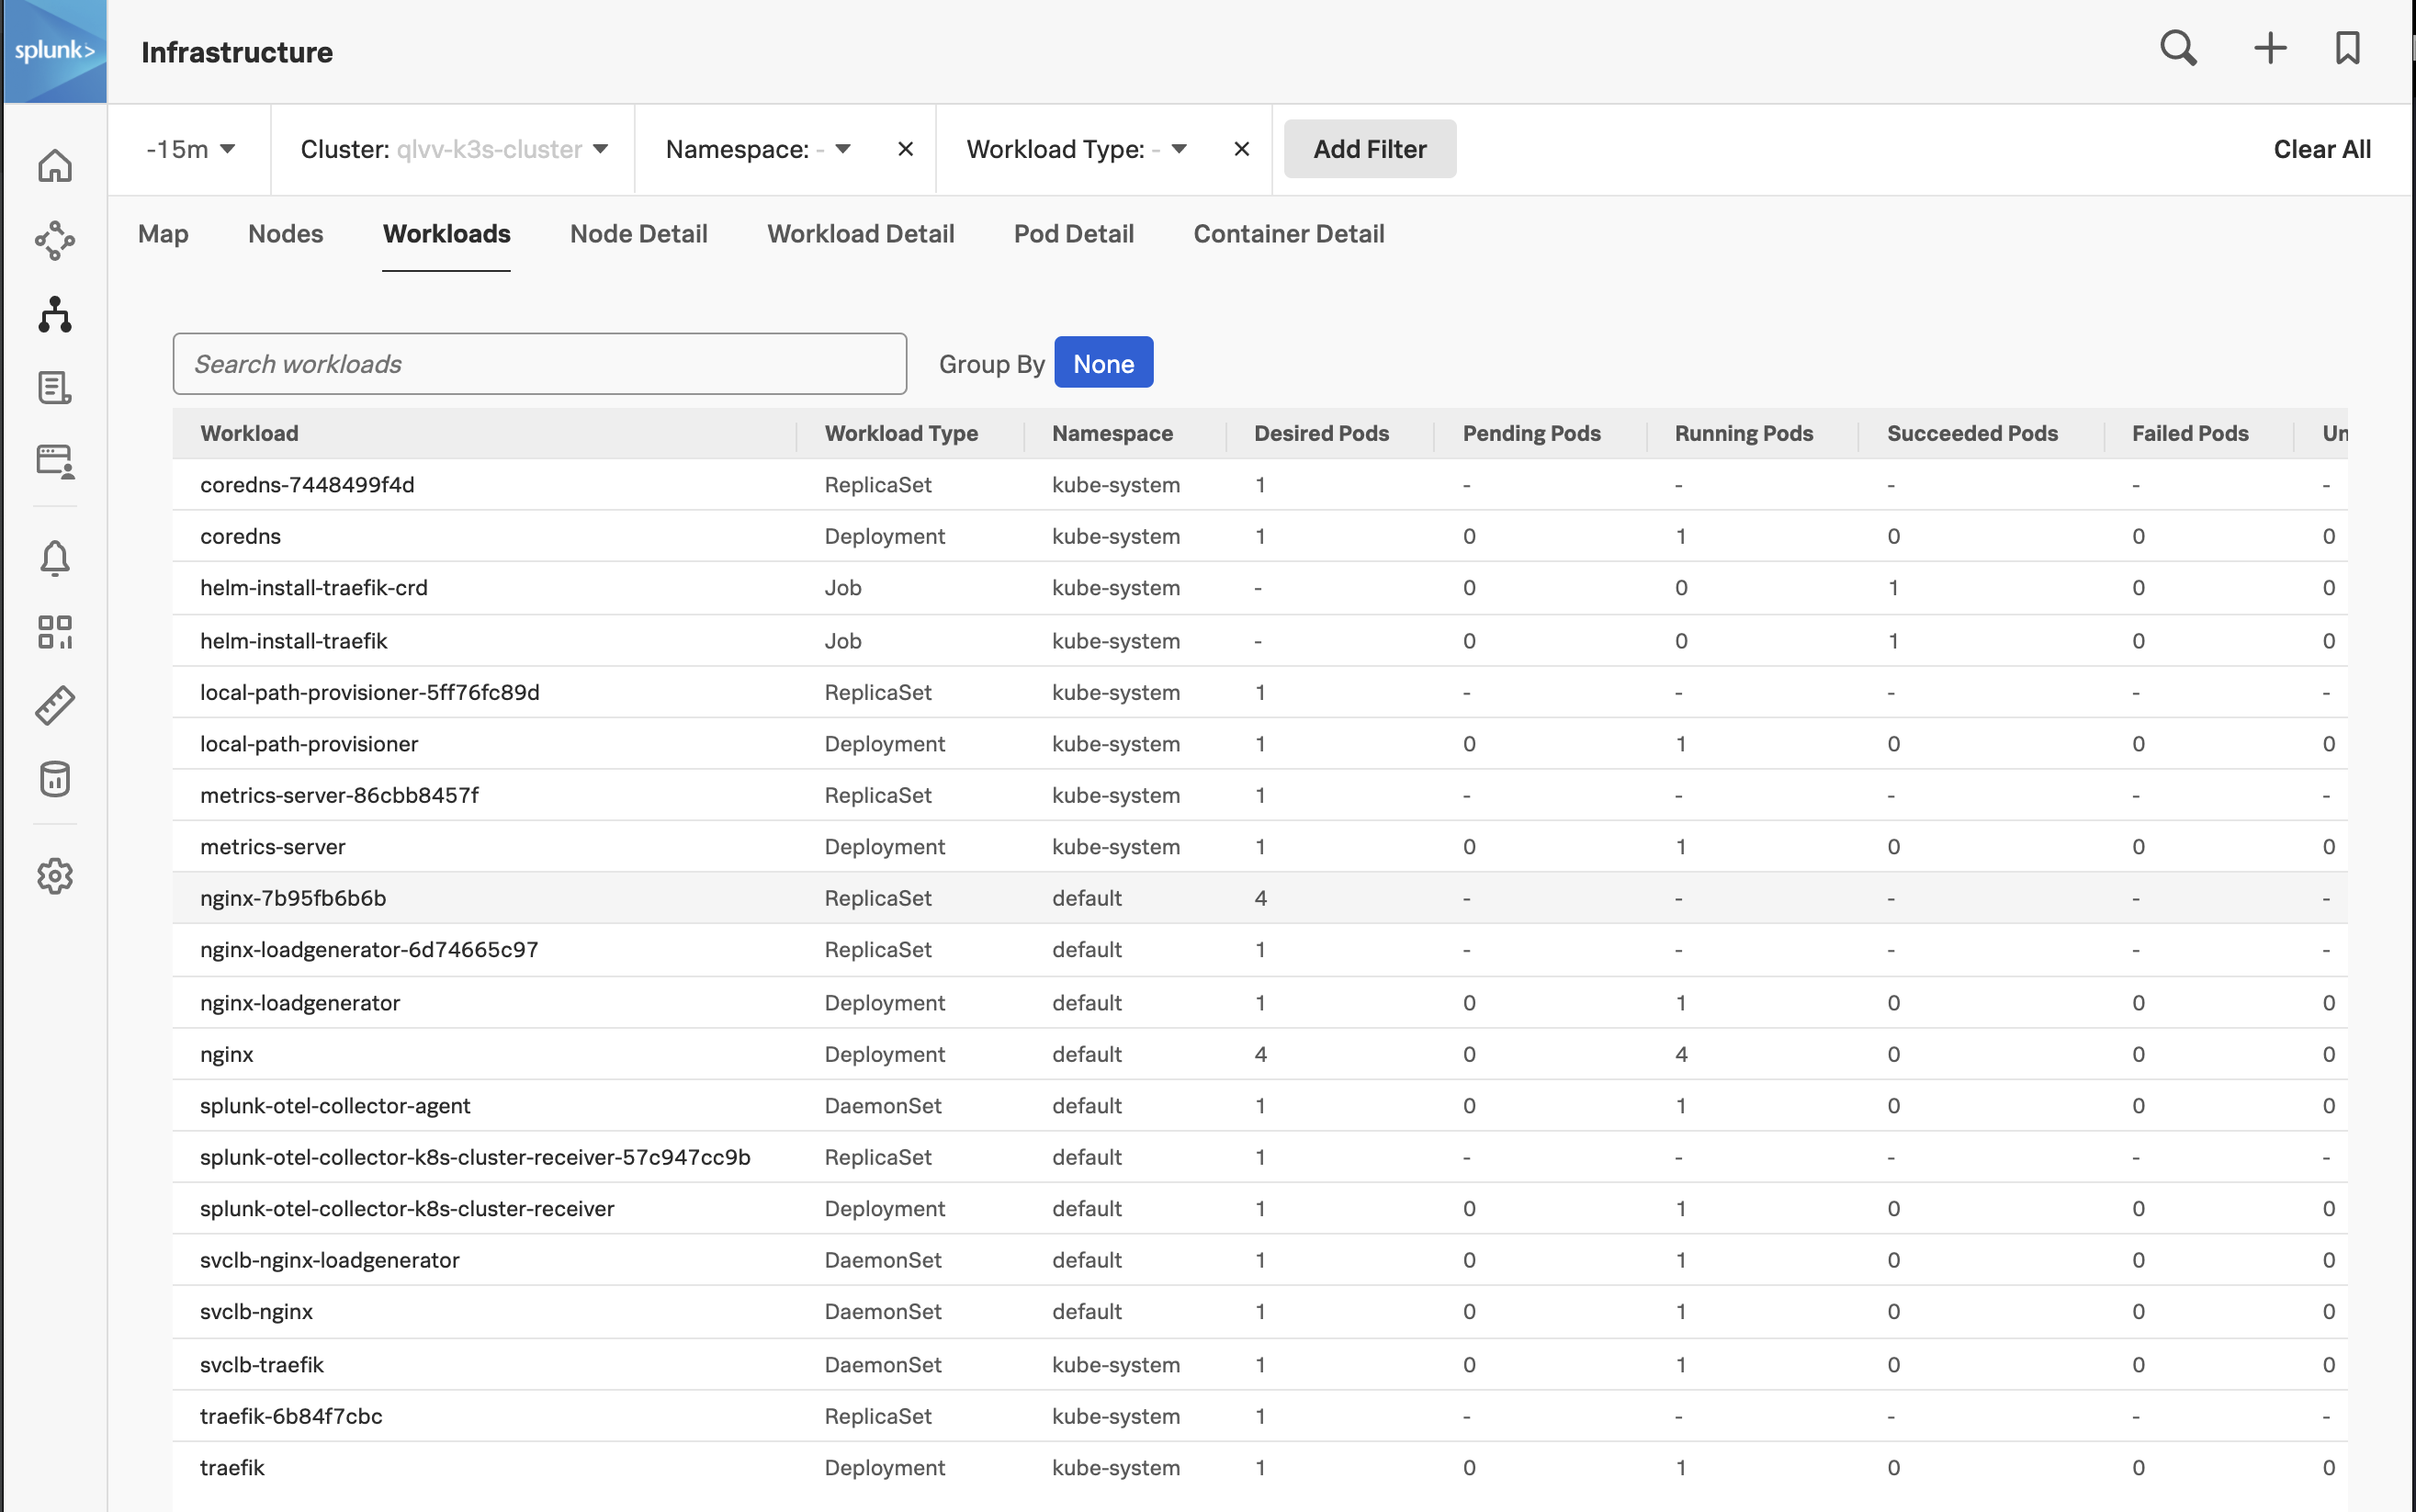 splunk> Infrastructure
-15m Cluster: qlvv-k3s-cluster Namespace: - × Workload Type: - × Add Filter Clear All
Map Nodes Workloads Node Detail Workload Detail Pod Detail Container Detail
Search workloads Group By None
Workload Workload Type Namespace Desired Pods Pending Pods Running Pods Succeeded Pods Failed Pods Un
coredns-7448499f4d ReplicaSet kube-system 1 - - - - -
coredns Deployment kube-system 1 0 1 0 0 0
helm-install-traefik-crd Job kube-system - 0 0 1 0 0
helm-install-traefik Job kube-system - 0 0 1 0 0
local-path-provisioner-5ff76fc89d ReplicaSet kube-system 1 - - - - -
local-path-provisioner Deployment kube-system 1 0 1 0 0 0
metrics-server-86cbb8457f ReplicaSet kube-system 1 - - - - -
metrics-server Deployment kube-system 1 0 1 0 0 0
nginx-7b95fb6b6b ReplicaSet default 4 - - - - -
nginx-loadgenerator-6d74665c97 ReplicaSet default 1 - - - - -
nginx-loadgenerator Deployment default 1 0 1 0 0 0
nginx Deployment default 4 0 4 0 0 0
splunk-otel-collector-agent DaemonSet default 1 0 1 0 0 0
splunk-otel-collector-k8s-cluster-receiver-57c947cc9b ReplicaSet default 1 - - - - -
splunk-otel-collector-k8s-cluster-receiver Deployment default 1 0 1 0 0 0
svclb-nginx-loadgenerator DaemonSet default 1 0 1 0 0 0
svclb-nginx DaemonSet default 1 0 1 0 0 0
svclb-traefik DaemonSet kube-system 1 0 1 0 0 0
traefik-6b84f7cbc ReplicaSet kube-system 1 - - - - -
traefik Deployment kube-system 1 0 1 0 0 0